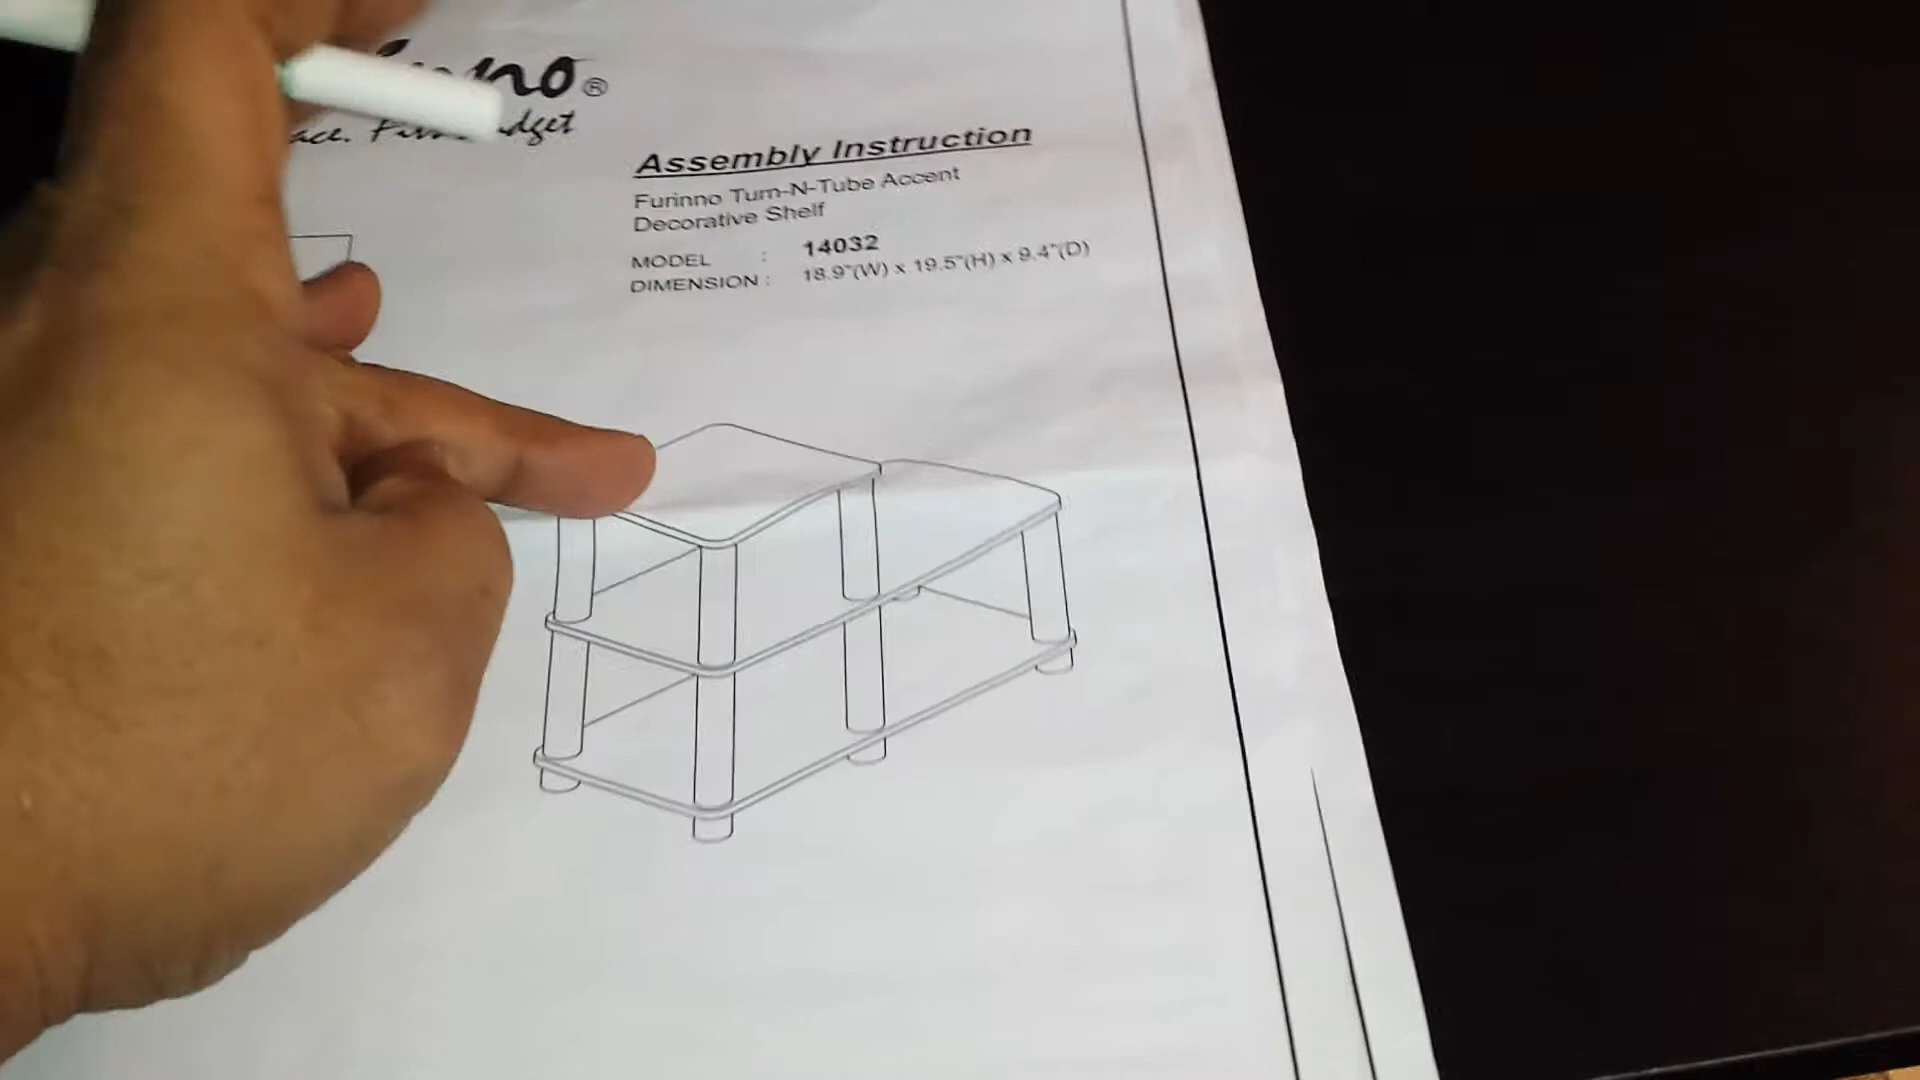 Assembly Instruction
Furinno Turn-N-Tube Accent
Decorative Shelf
MODEL : 14032
DIMENSION : 18.9"(W) x 19.5"(H) x 9.4"(D)